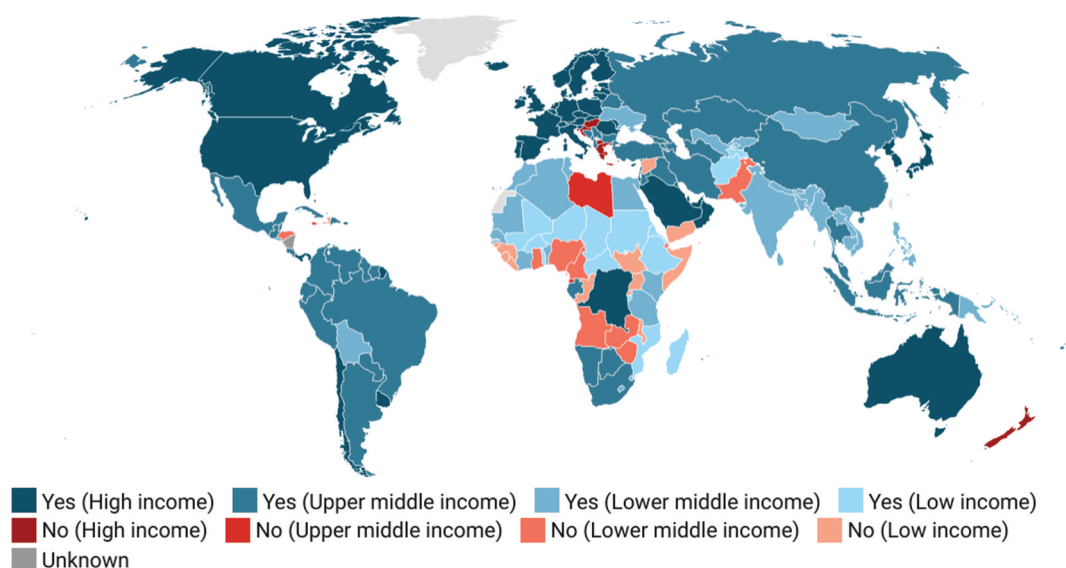 Yes (High income) Yes (Upper middle income) Yes (Lower middle income) Yes (Low income)
No (High income) No (Upper middle income) No (Lower middle income) No (Low income)
Unknown